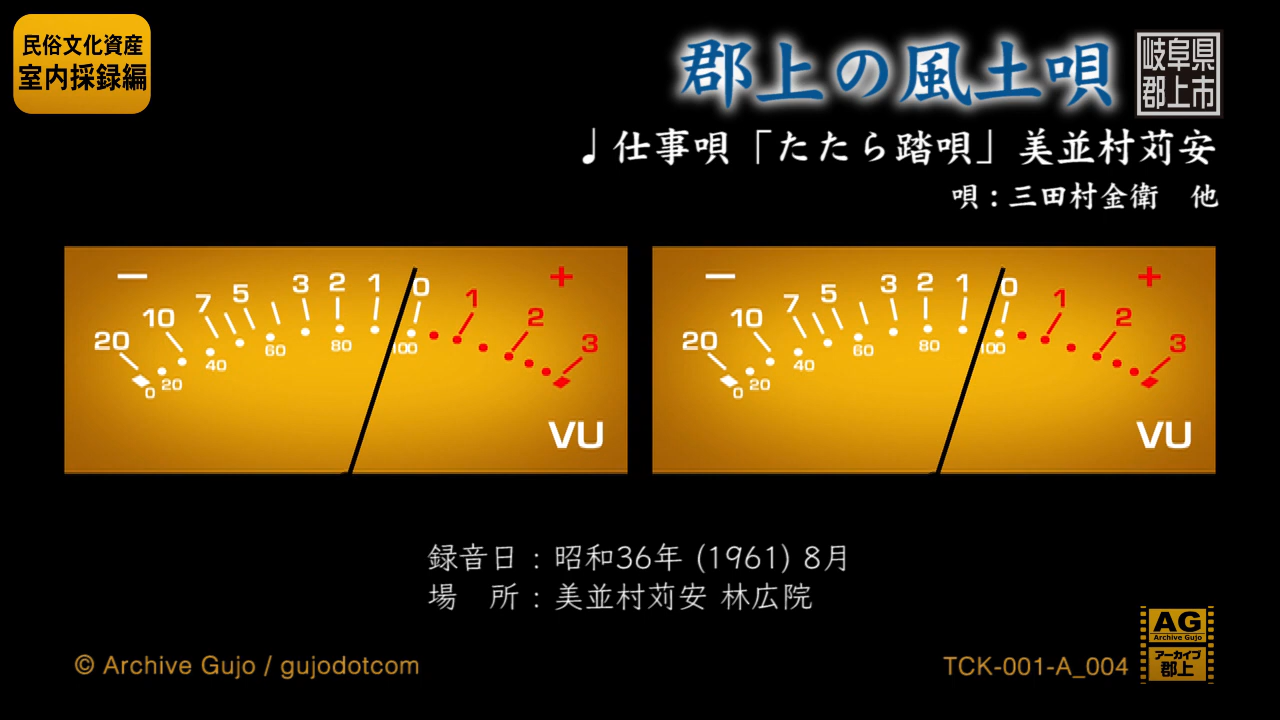 民俗文化資産
室内採録編
郡上の風土唄
岐阜県
郡上市
♩仕事唄「たたら踏唄」美並村苅安
唄：三田村金衛　他
− 20 10 7 5 3 2 1 0 1 2 3 +
0 20 40 60 80 100
VU
− 20 10 7 5 3 2 1 0 1 2 3 +
0 20 40 60 80 100
VU
録音日：昭和36年 (1961) 8月
場　所：美並村苅安 林広院
© Archive Gujo / gujodotcom
TCK-001-A_004
AG
Archive Gujo
アーカイブ
郡上